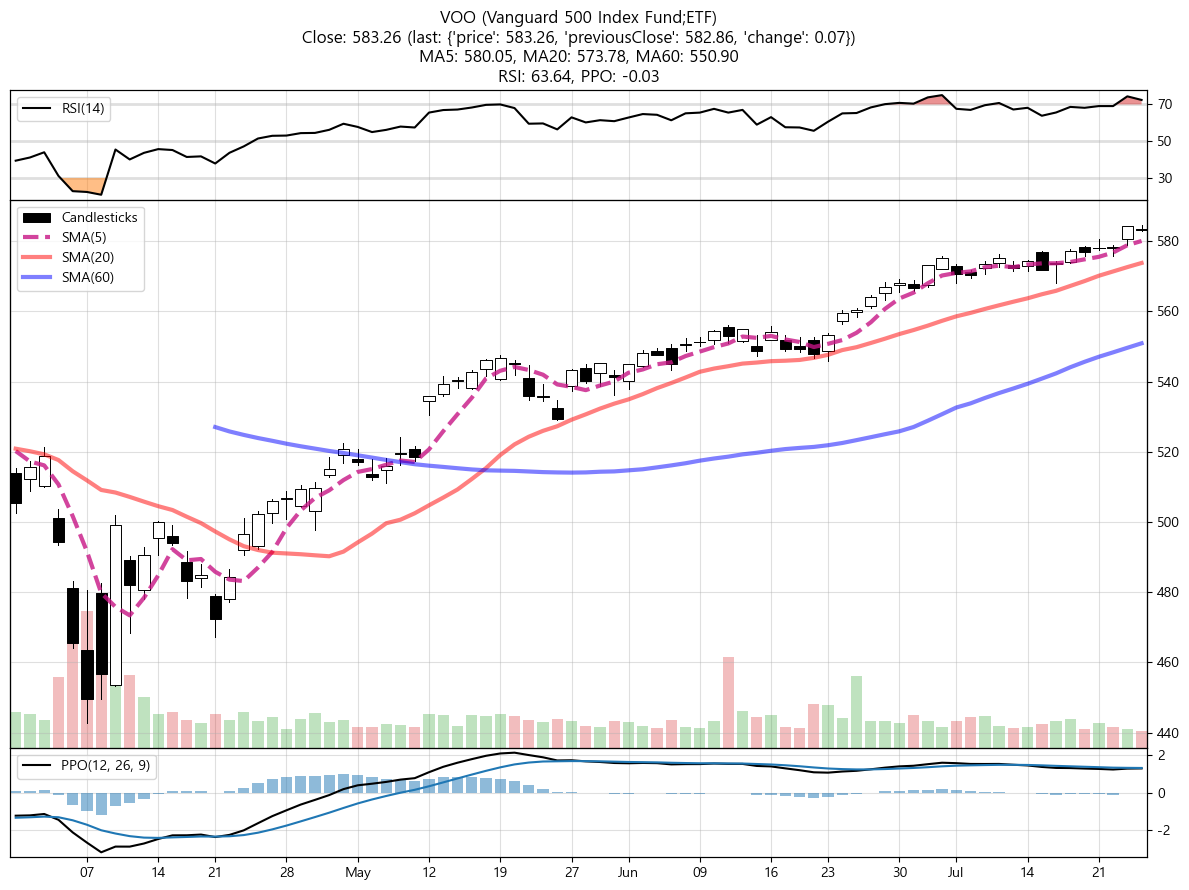 VOO (Vanguard 500 Index Fund;ETF)
Close: 583.26 (last: {'price': 583.26, 'previousClose': 582.86, 'change': 0.07})
MA5: 580.05, MA20: 573.78, MA60: 550.90
RSI: 63.64, PPO: -0.03
RSI(14)
70
50
30
Candlesticks
SMA(5)
SMA(20)
SMA(60)
580
560
540
520
500
480
460
440
PPO(12, 26, 9)
2
0
-2
07 14 21 28 May 12 19 27 Jun 09 16 23 30 Jul 14 21